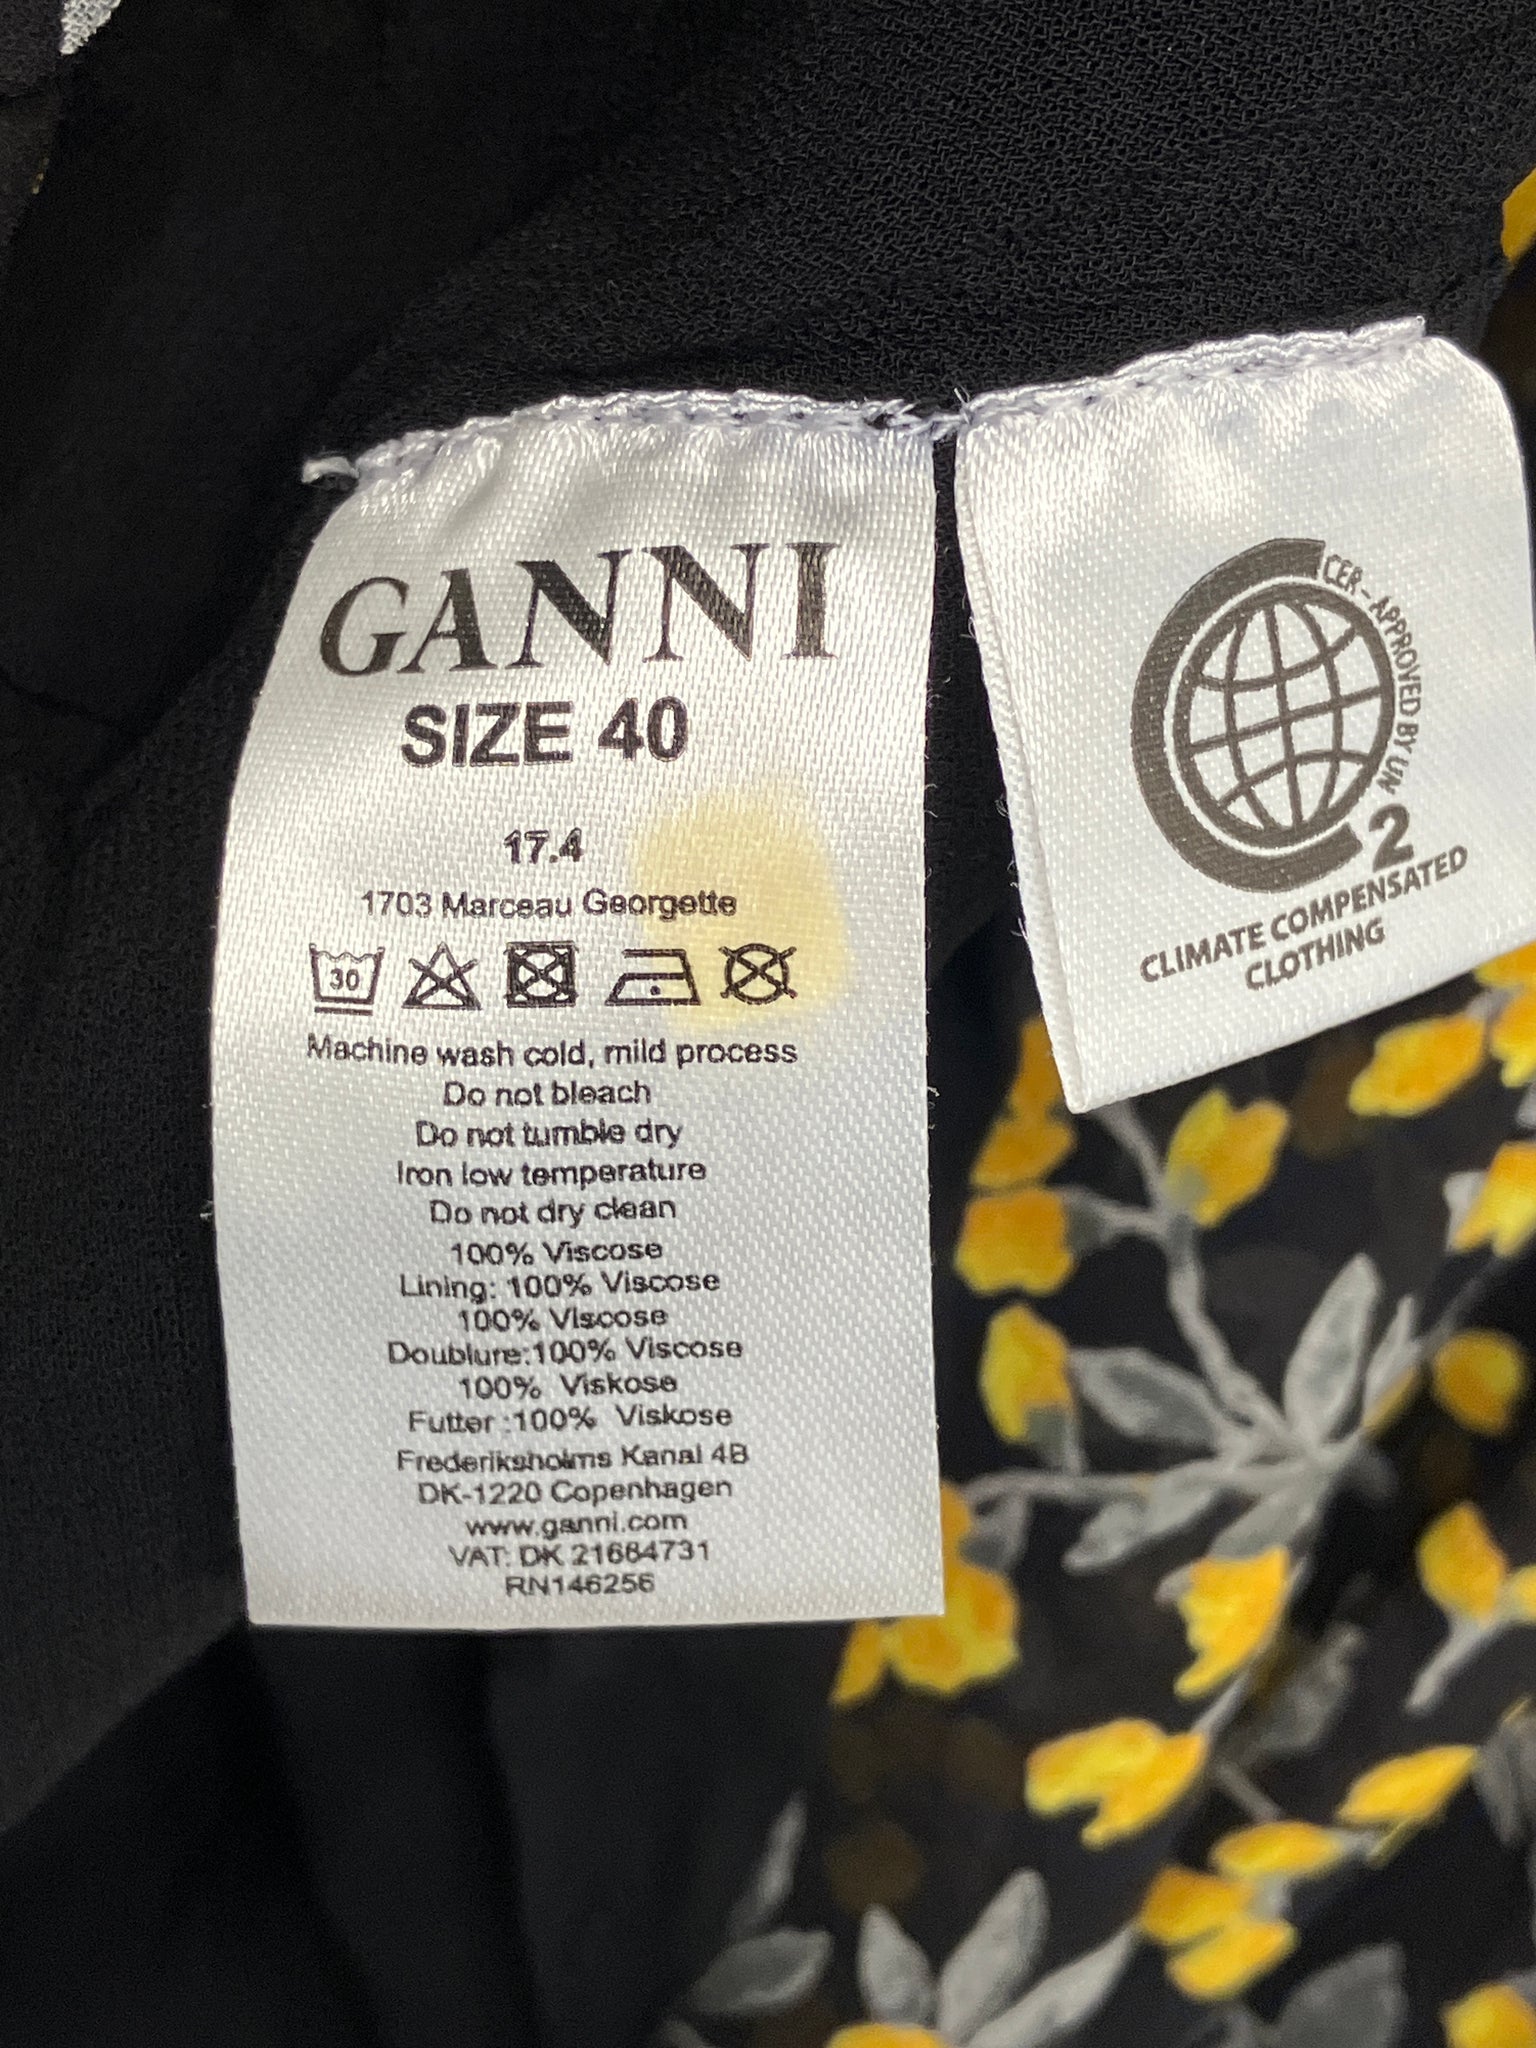 GANNI
SIZE 40
17.4
1703 Marceau Georgette
30
Machine wash cold, mild process
Do not bleach
Do not tumble dry
Iron low temperature
Do not dry clean
100% Viscose
Lining: 100% Viscose
100% Viscose
Doublure:100% Viscose
100% Viskose
Futter :100% Viskose
Frederiksholms Kanal 4B
DK-1220 Copenhagen
www.ganni.com
VAT: DK 21664731
RN146256
CER-APPROVED BY UN
2
CLIMATE COMPENSATED
CLOTHING